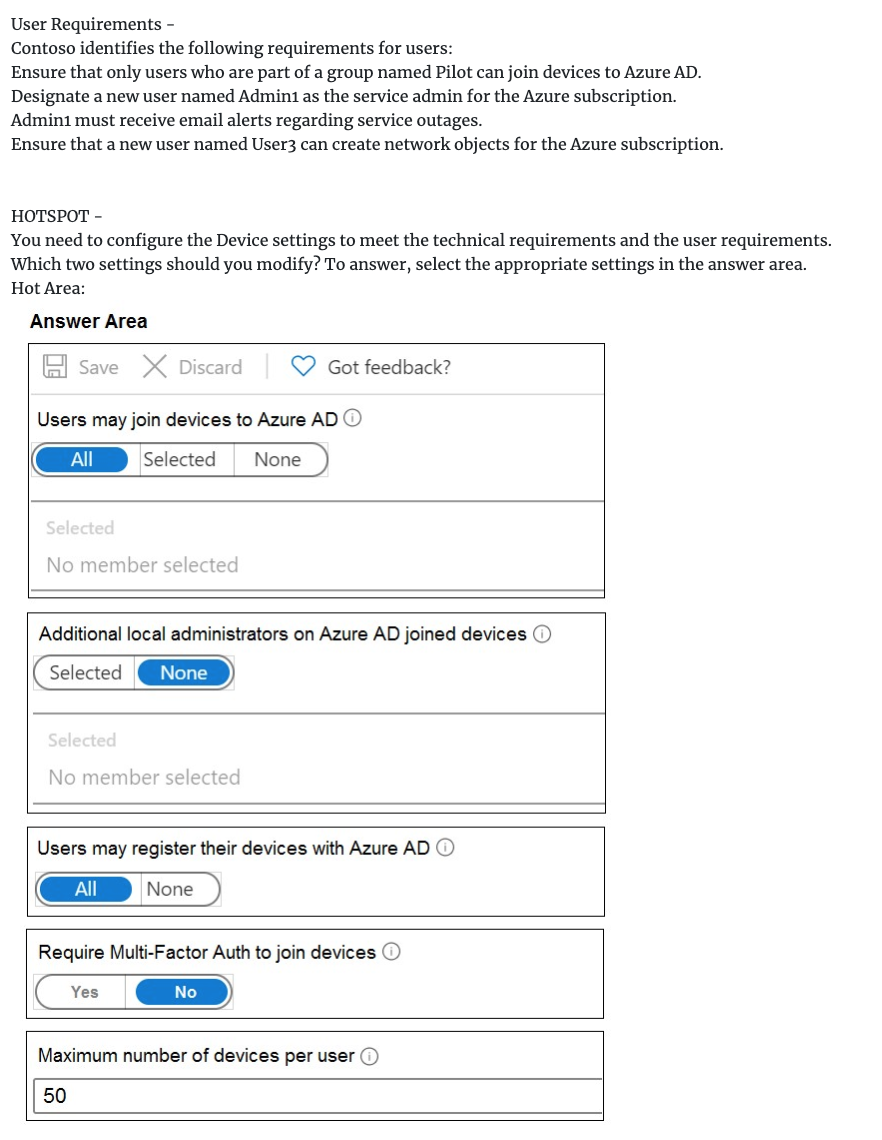 User Requirements -
Contoso identifies the following requirements for users:
Ensure that only users who are part of a group named Pilot can join devices to Azure AD.
Designate a new user named Admin1 as the service admin for the Azure subscription.
Admin1 must receive email alerts regarding service outages.
Ensure that a new user named User3 can create network objects for the Azure subscription.
HOTSPOT -
You need to configure the Device settings to meet the technical requirements and the user requirements.
Which two settings should you modify? To answer, select the appropriate settings in the answer area.
Hot Area:
Answer Area
Save Discard Got feedback?
Users may join devices to Azure AD
All Selected None
Selected
No member selected
Additional local administrators on Azure AD joined devices
Selected None
Selected
No member selected
Users may register their devices with Azure AD
All None
Require Multi-Factor Auth to join devices
Yes No
Maximum number of devices per user
50